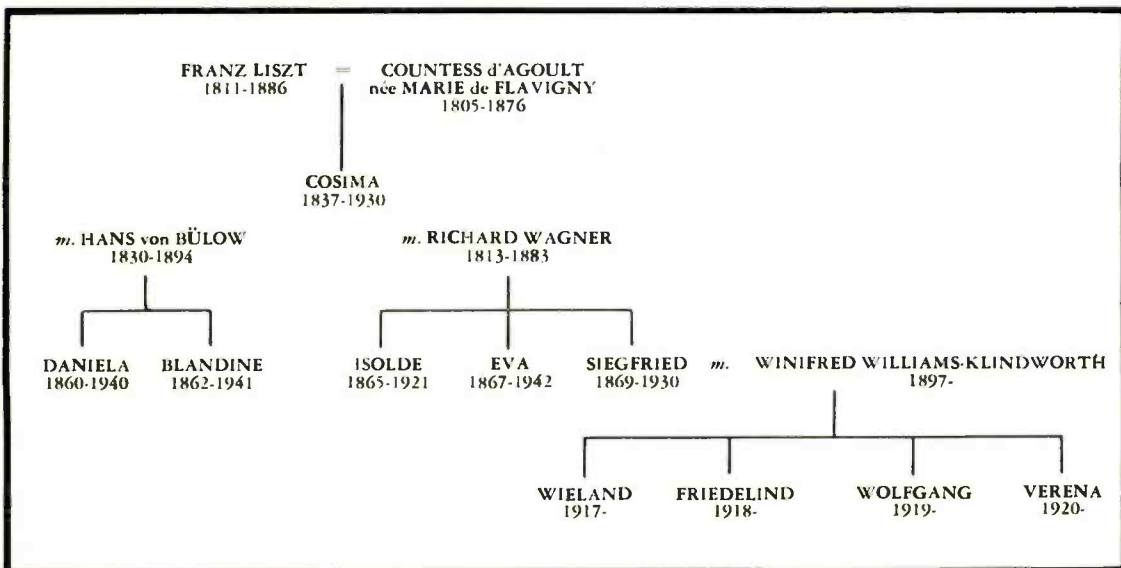 FRANZ LISZT = COUNTESS d'AGOULT
1811-1886 née MARIE de FLAVIGNY
1805-1876
COSIMA
1837-1930
m. HANS von BÜLOW m. RICHARD WAGNER
1830-1894 1813-1883
DANIELA BLANDINE ISOLDE EVA SIEGFRIED m. WINIFRED WILLIAMS-KLINDWORTH
1860-1940 1862-1941 1865-1921 1867-1942 1869-1930 1897-
WIELAND FRIEDELIND WOLFGANG VERENA
1917- 1918- 1919- 1920-